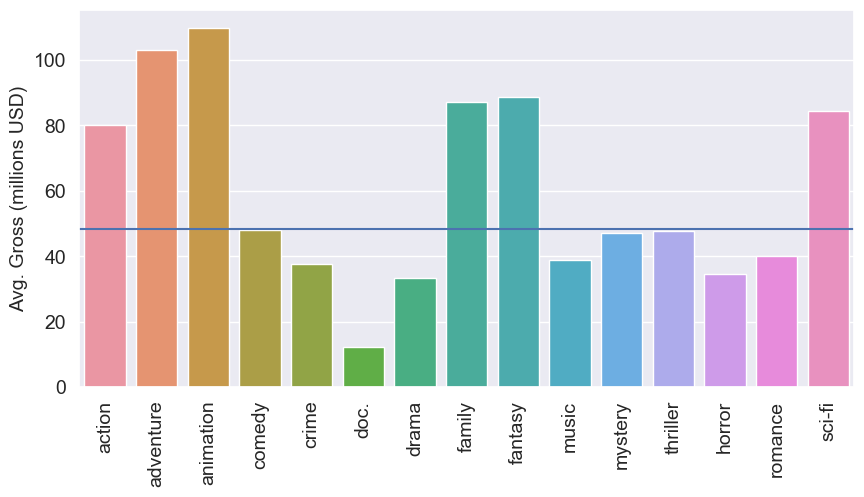 Avg. Gross (millions USD)
100
80
60
40
20
0
action
adventure
animation
comedy
crime
doc.
drama
family
fantasy
music
mystery
thriller
horror
romance
sci-fi